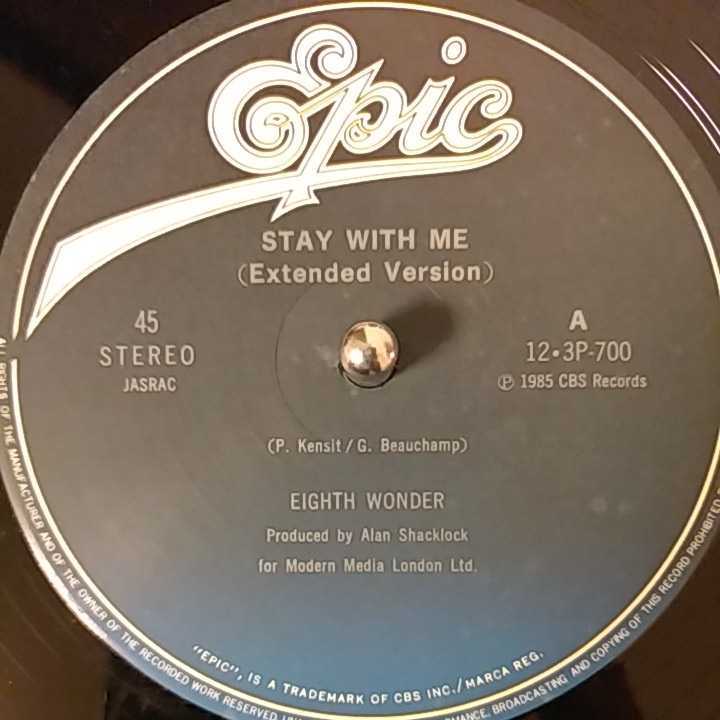 Epic
STAY WITH ME
(Extended Version)
45
STEREO
JASRAC
A
12•3P-700
℗ 1985 CBS Records
(P. Kensit / G. Beauchamp)
EIGHTH WONDER
Produced by Alan Shacklock
for Modern Media London Ltd.
"EPIC", IS A TRADEMARK OF CBS INC./MARCA REG.
ALL RIGHTS OF THE MANUFACTURER AND OF THE OWNER OF THE RECORDED WORK RESERVED. BROADCASTING AND COPYING OF THIS RECORD PROHIBITED